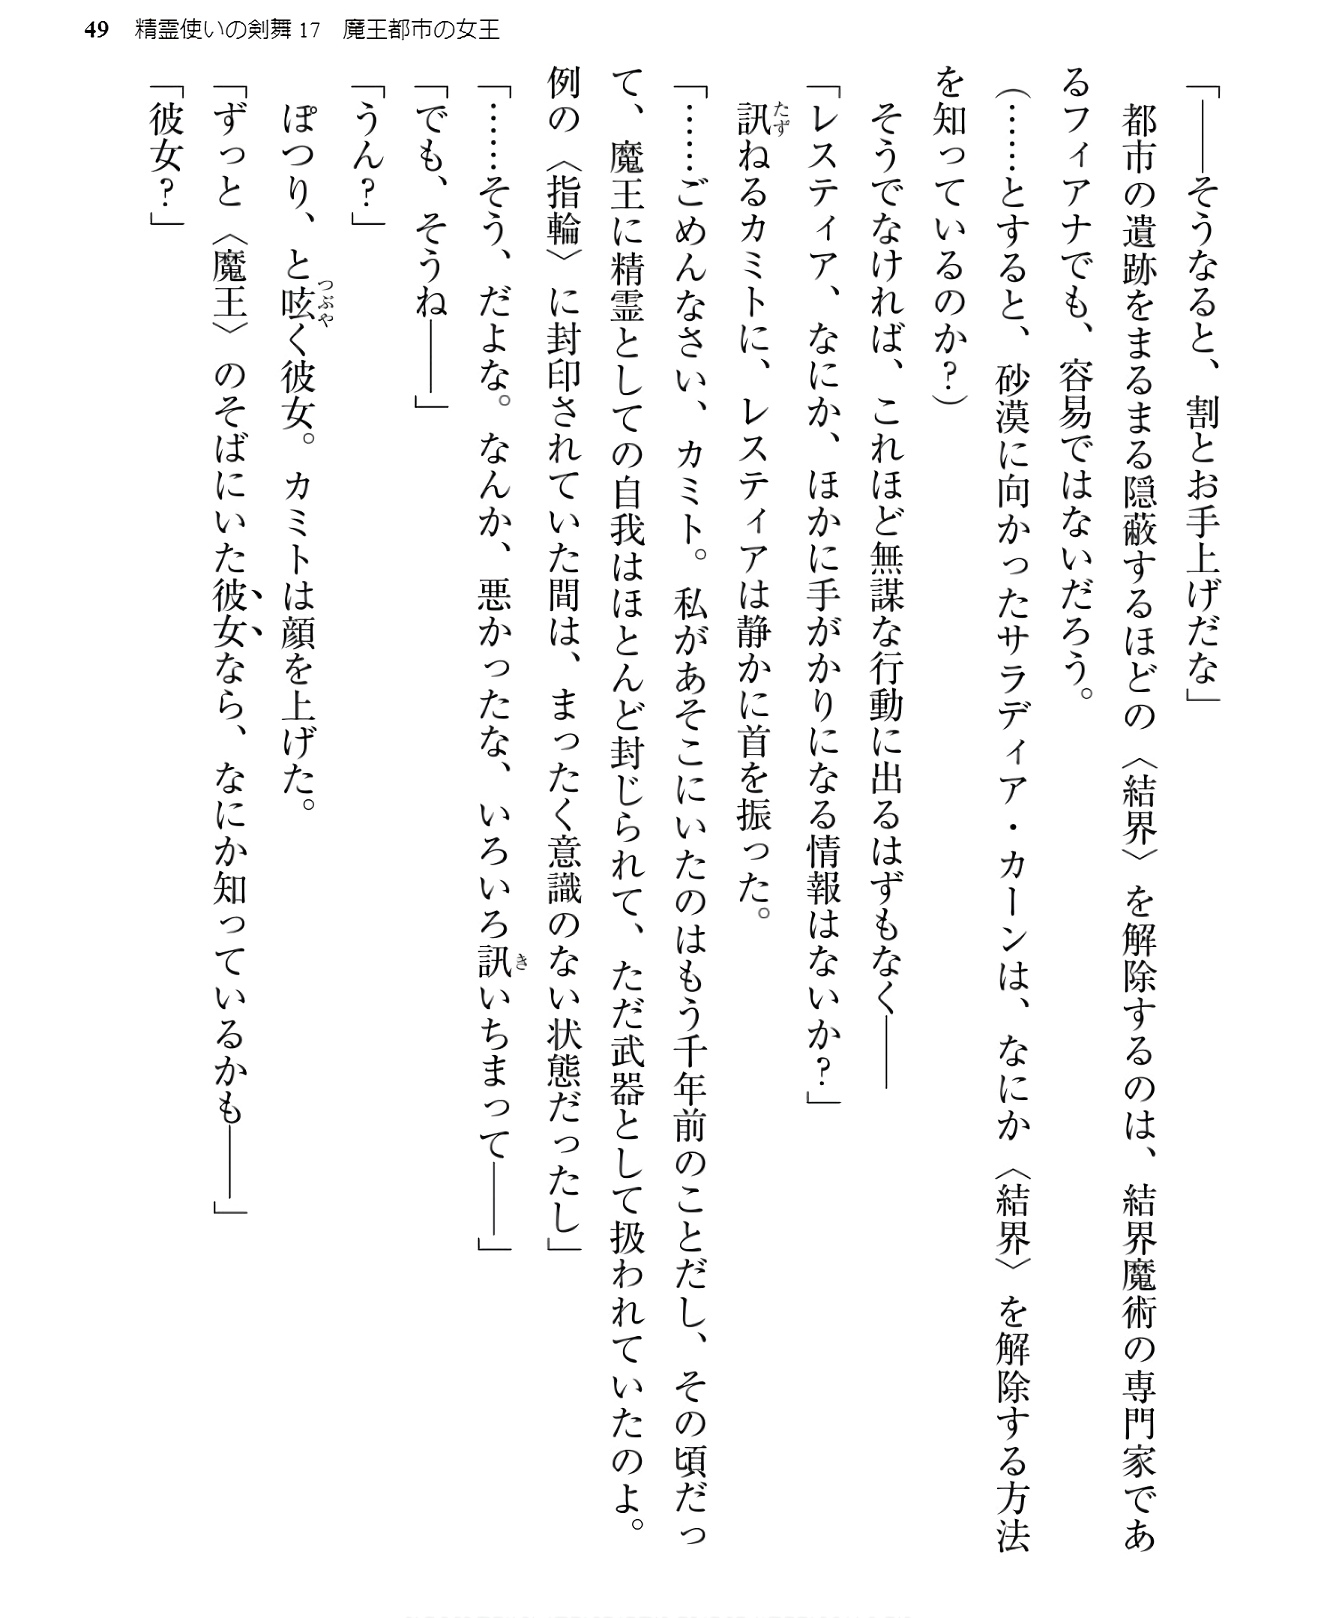 49 精霊使いの剣舞17 魔王都市の女王
「――そうなると、割とお手上げだな」
都市の遺跡をまるまる隠蔽するほどの〈結界〉を解除するのは、結界魔術の専門家であ
るフィアナでも、容易ではないだろう。
(……とすると、砂漠に向かったサラディア・カーンは、なにか〈結界〉を解除する方法
を知っているのか?)
そうでなければ、これほど無謀な行動に出るはずもなく――
「レスティア、なにか、ほかに手がかりになる情報はないか?」
訊ねるカミトに、レスティアは静かに首を振った。
「……ごめんなさい、カミト。私があそこにいたのはもう千年前のことだし、その頃だっ
て、魔王に精霊としての自我はほとんど封じられて、ただ武器として扱われていたのよ。
例の〈指輪〉に封印されていた間は、まったく意識のない状態だったし」
「……そう、だよな。なんか、悪かったな、いろいろ訊いちまって――」
「でも、そうね――」
「うん?」
ぽつり、と呟く彼女。カミトは顔を上げた。
「ずっと〈魔王〉のそばにいた彼女なら、なにか知っているかも――」
「彼女?」